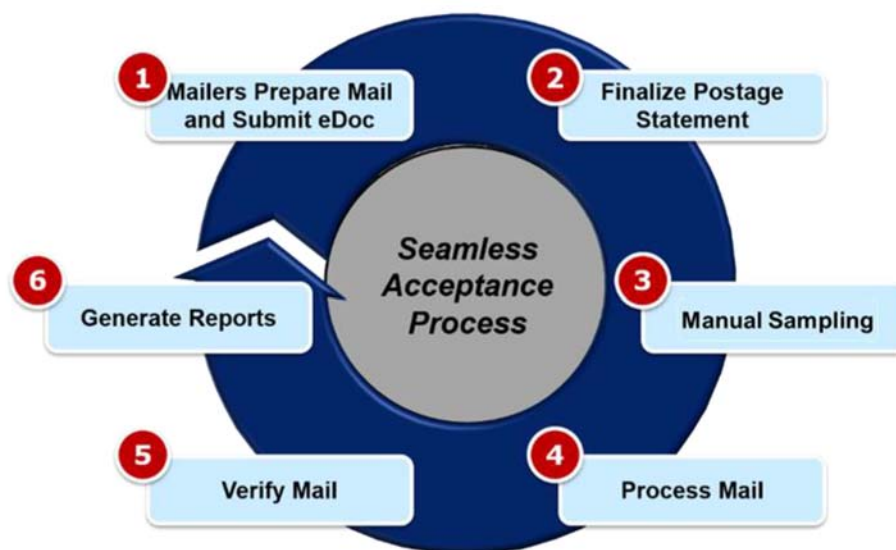 1
Mailers Prepare Mail
and Submit eDoc
2
Finalize Postage
Statement
3
Manual Sampling
4
Process Mail
5
Verify Mail
6
Generate Reports
Seamless
Acceptance
Process